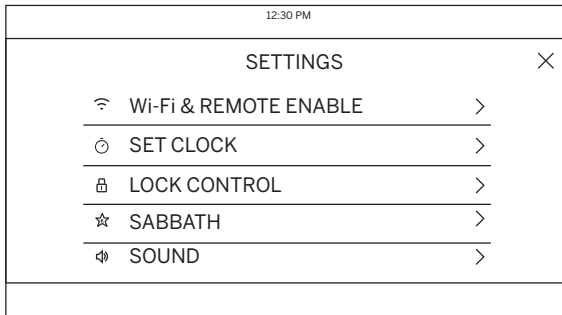 12:30 PM
SETTINGS
Wi-Fi & REMOTE ENABLE
SET CLOCK
LOCK CONTROL
SABBATH
SOUND